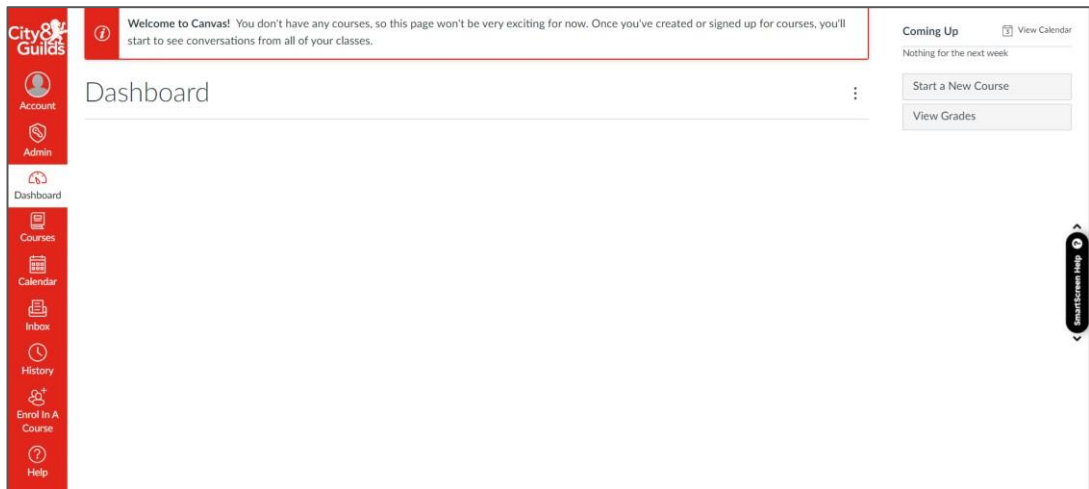 City&
Guilds
Account
Admin
Dashboard
Courses
Calendar
Inbox
History
Enrol In A
Course
Help
Welcome to Canvas! You don't have any courses, so this page won't be very exciting for now. Once you've created or signed up for courses, you'll
start to see conversations from all of your classes.
Dashboard
Coming Up
5 View Calendar
Nothing for the next week
Start a New Course
View Grades
SmartScreen Help ?